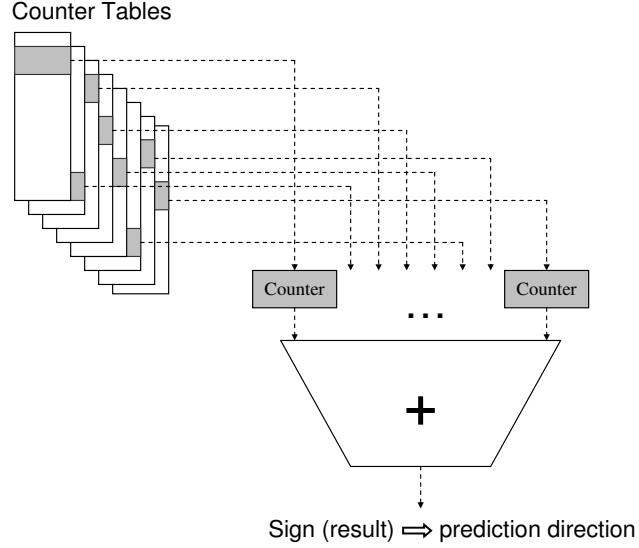 Counter Tables
Counter Counter
...
+
Sign (result) ⇒ prediction direction